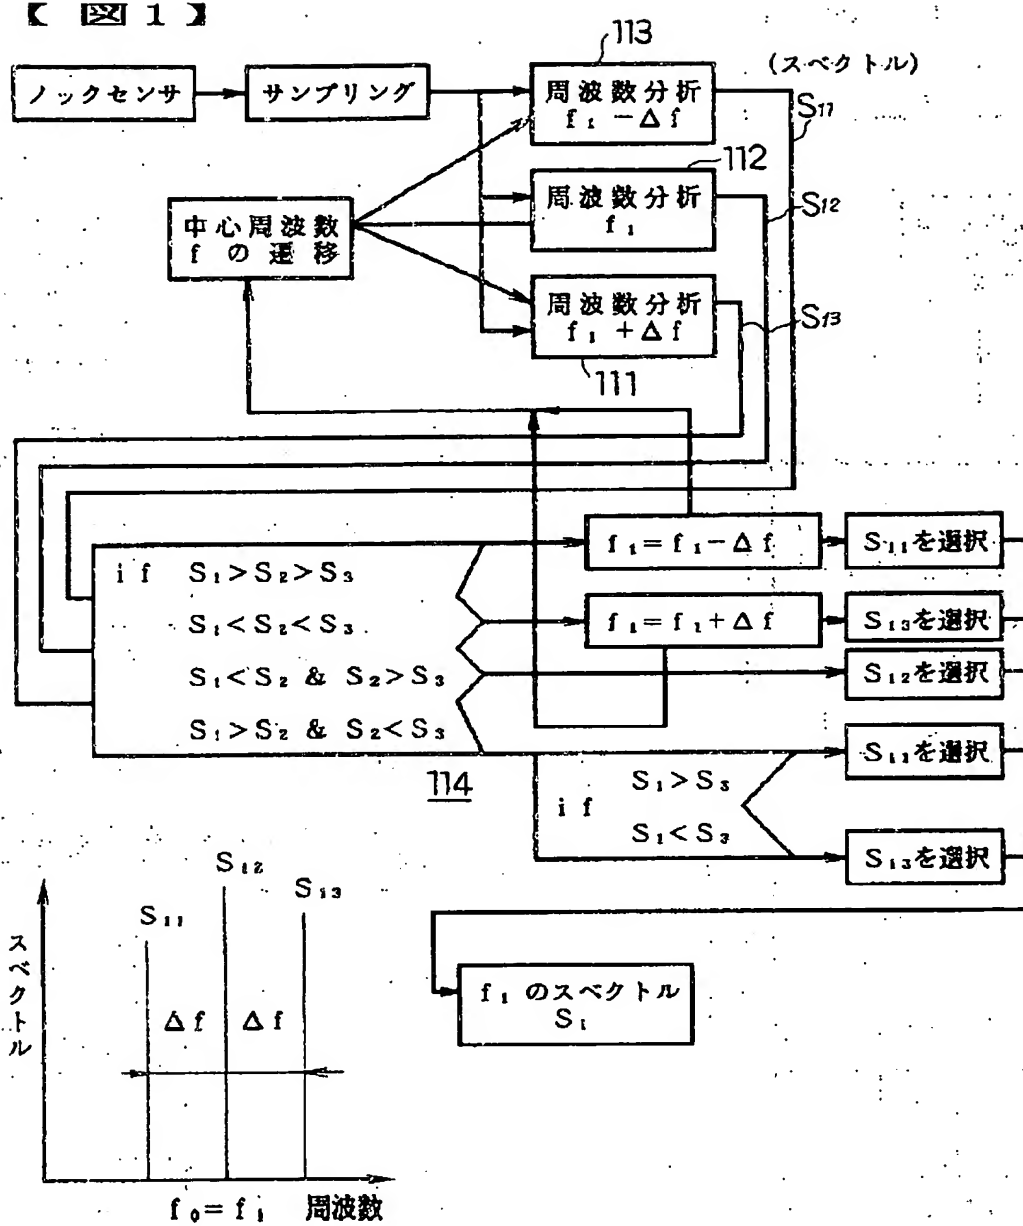 【 図 1 】
ノックセンサ
サンプリング
113
周波数分析
f₁ −Δf
(スペクトル)
S11
112
周波数分析
f₁
S12
中心周波数
f の遷移
周波数分析
f₁ +Δf
S13
111
if S₁>S₂>S₃
S₁<S₂<S₃
S₁<S₂ & S₂>S₃
S₁>S₂ & S₂<S₃
114
f₁=f₁−Δf
S₁₁を選択
f₁=f₁+Δf
S₁₃を選択
S₁₂を選択
if
S₁>S₃
S₁<S₃
S₁₁を選択
S₁₃を選択
f₁ のスペクトル
S₁
スペクトル
S₁₁
S₁₂
S₁₃
Δf
Δf
f₀=f₁
周波数